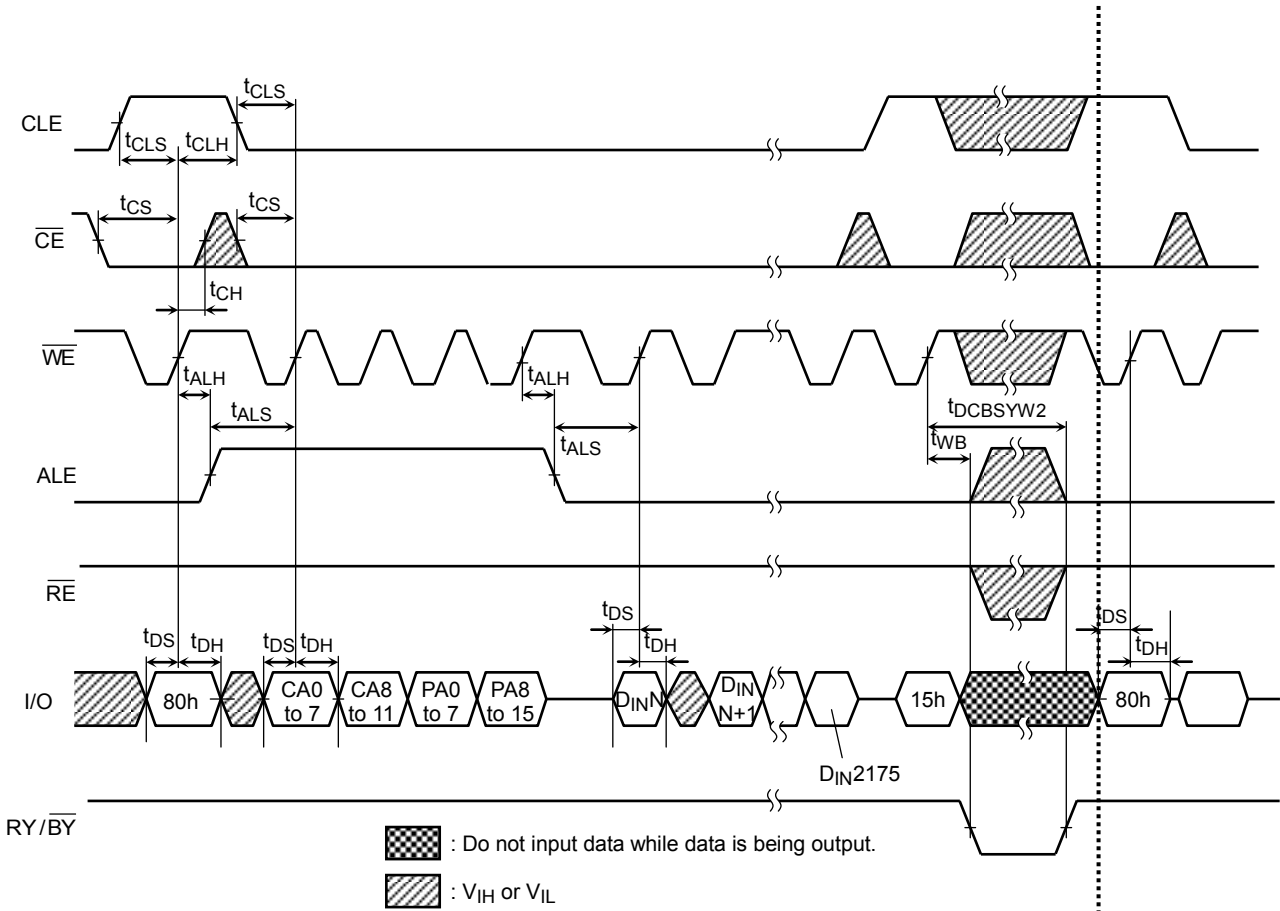 tCLS
CLE
tCLS tCLH
tCS tCS
CE
tCH
WE
tALH tALH
tALS tDCBSYW2
tALS tWB
ALE
RE
tDS tDH tDS tDH tDS tDH tDS tDH
I/O 80h CA0 to 7 CA8 to 11 PA0 to 7 PA8 to 15 DINN DIN N+1 15h 80h
DIN2175
RY/BY
: Do not input data while data is being output.
: VIH or VIL